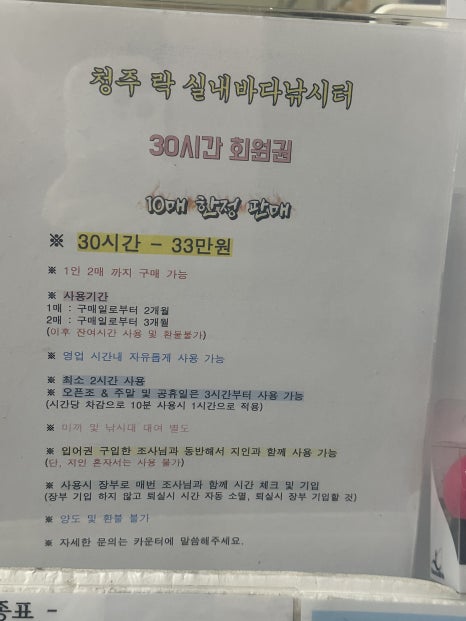 청주 락 실내바다낚시터
30시간 회원권
10매 한정 판매
※ 30시간 - 33만원
※ 1인 2매 까지 구매 가능
※ 사용기간
1매 : 구매일로부터 2개월
2매 : 구매일로부터 3개월
(이후 잔여시간 사용 및 환불불가)
※ 영업 시간내 자유롭게 사용 가능
※ 최소 2시간 사용
※ 오픈조 & 주말 및 공휴일은 3시간부터 사용 가능
(시간당 차감으로 10분 사용시 1시간으로 적용)
※ 미끼 및 낚시대 대여 별도
※ 입어권 구입한 조사님과 동반해서 지인과 함께 사용 가능
(단, 지인 혼자서는 사용 불가)
※ 사용시 장부로 매번 조사님과 함께 시간 체크 및 기입
(장부 기입 하지 않고 퇴실시 시간 자동 소멸, 퇴실시 장부 기입할 것)
※ 양도 및 환불 불가
※ 자세한 문의는 카운터에 말씀해주세요.
종표 -